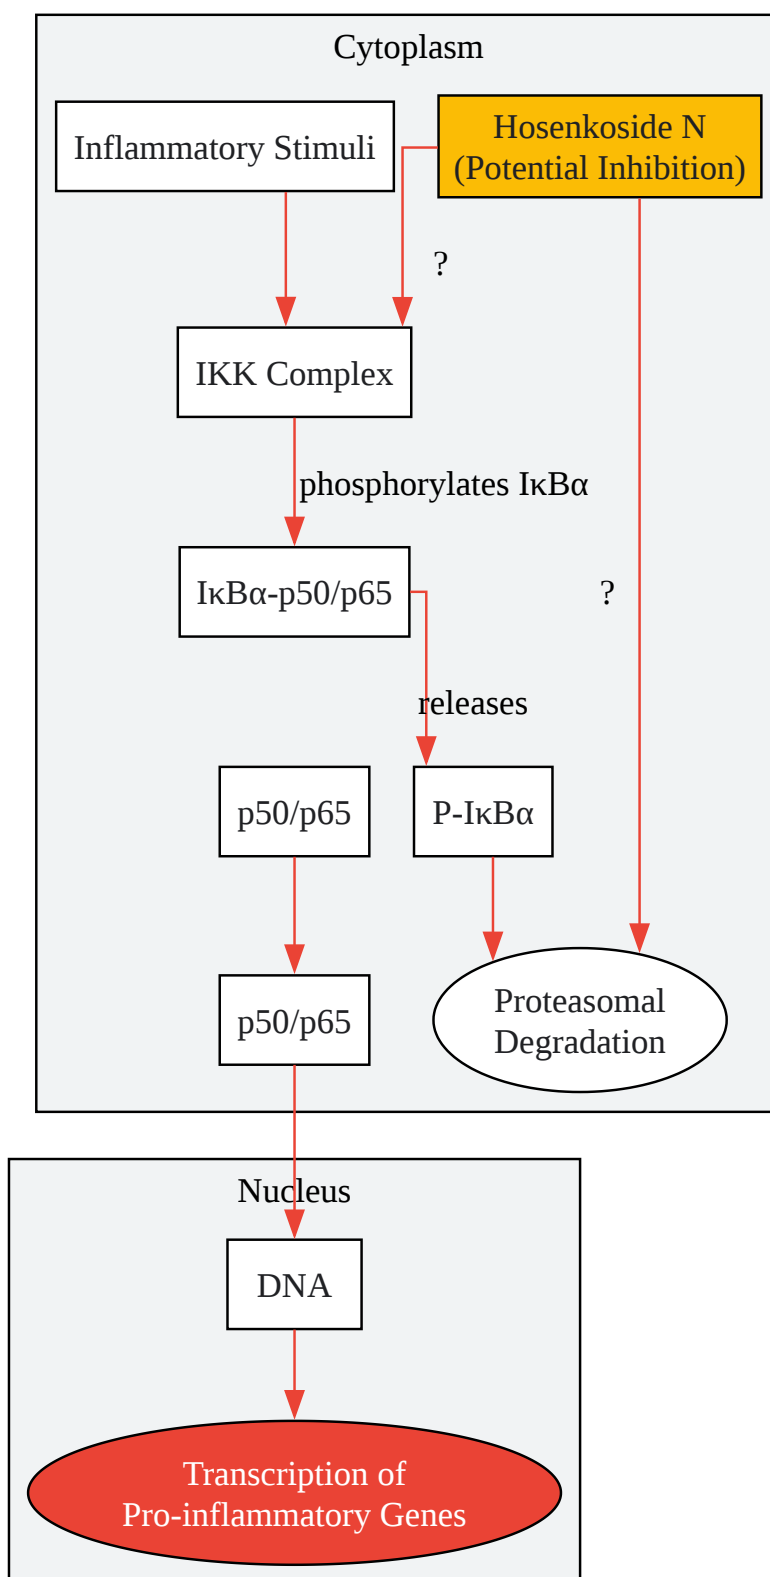 Cytoplasm
Inflammatory Stimuli
Hosenkoside N
(Potential Inhibition)
?
IKK Complex
phosphorylates IκBα
IκBα-p50/p65
?
releases
p50/p65
P-IκBα
p50/p65
Proteasomal
Degradation
Nucleus
DNA
Transcription of
Pro-inflammatory Genes